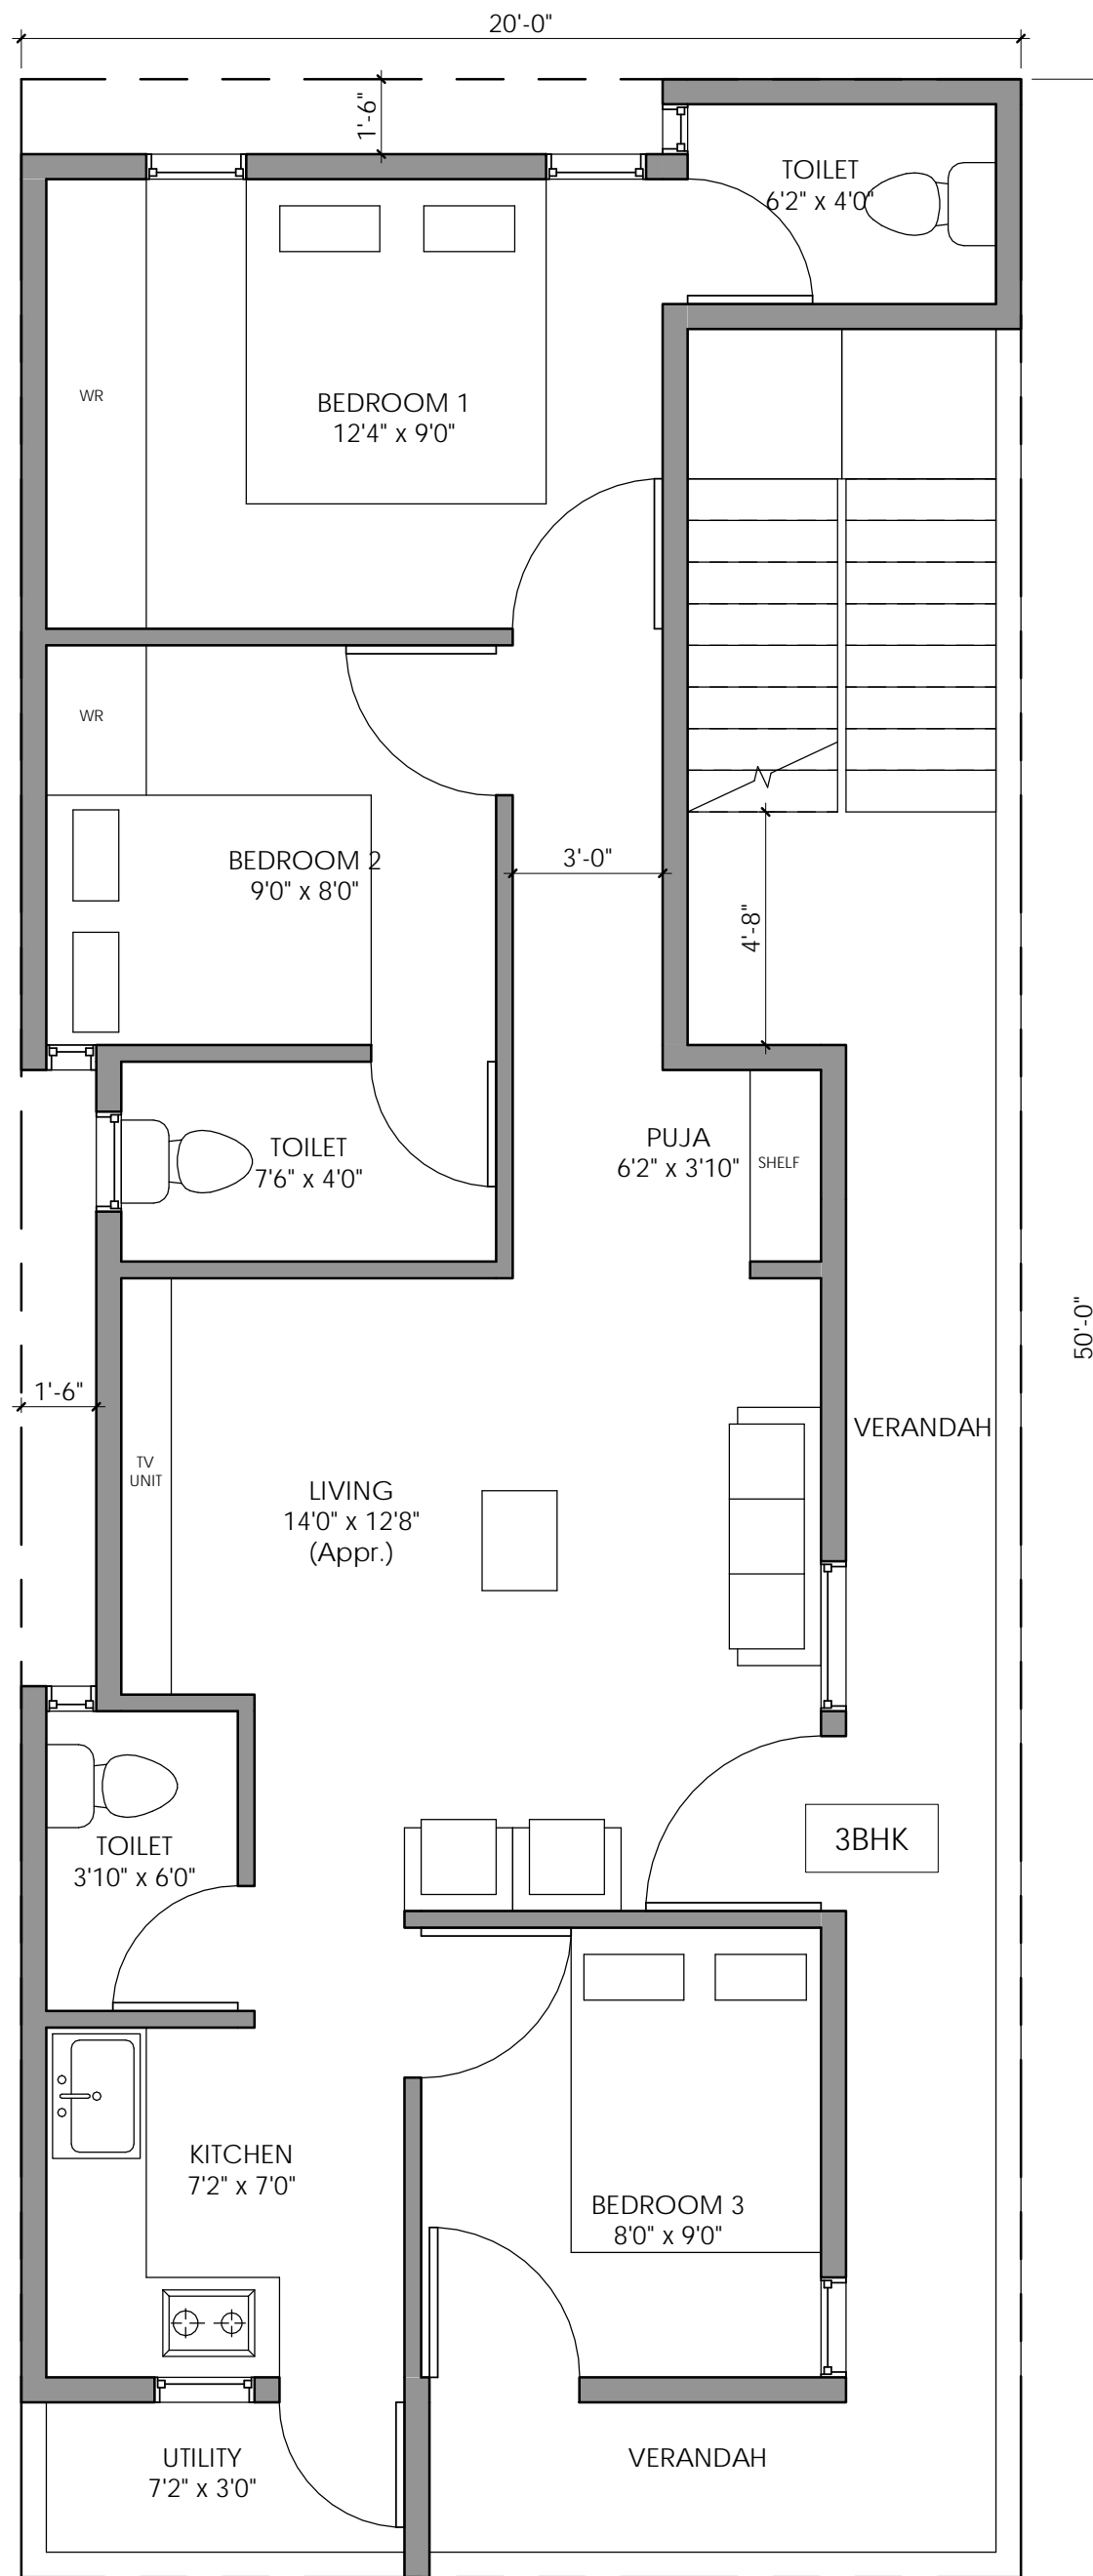 20'-0"
1'-6"
TOILET
6'2" x 4'0"
WR
BEDROOM 1
12'4" x 9'0"
WR
BEDROOM 2
9'0" x 8'0"
3'-0"
4'-8"
TOILET
7'6" x 4'0"
PUJA
6'2" x 3'10"
SHELF
50'-0"
1'-6"
VERANDAH
TV
UNIT
LIVING
14'0" x 12'8"
(Appr.)
3BHK
TOILET
3'10" x 6'0"
KITCHEN
7'2" x 7'0"
BEDROOM 3
8'0" x 9'0"
UTILITY
7'2" x 3'0"
VERANDAH